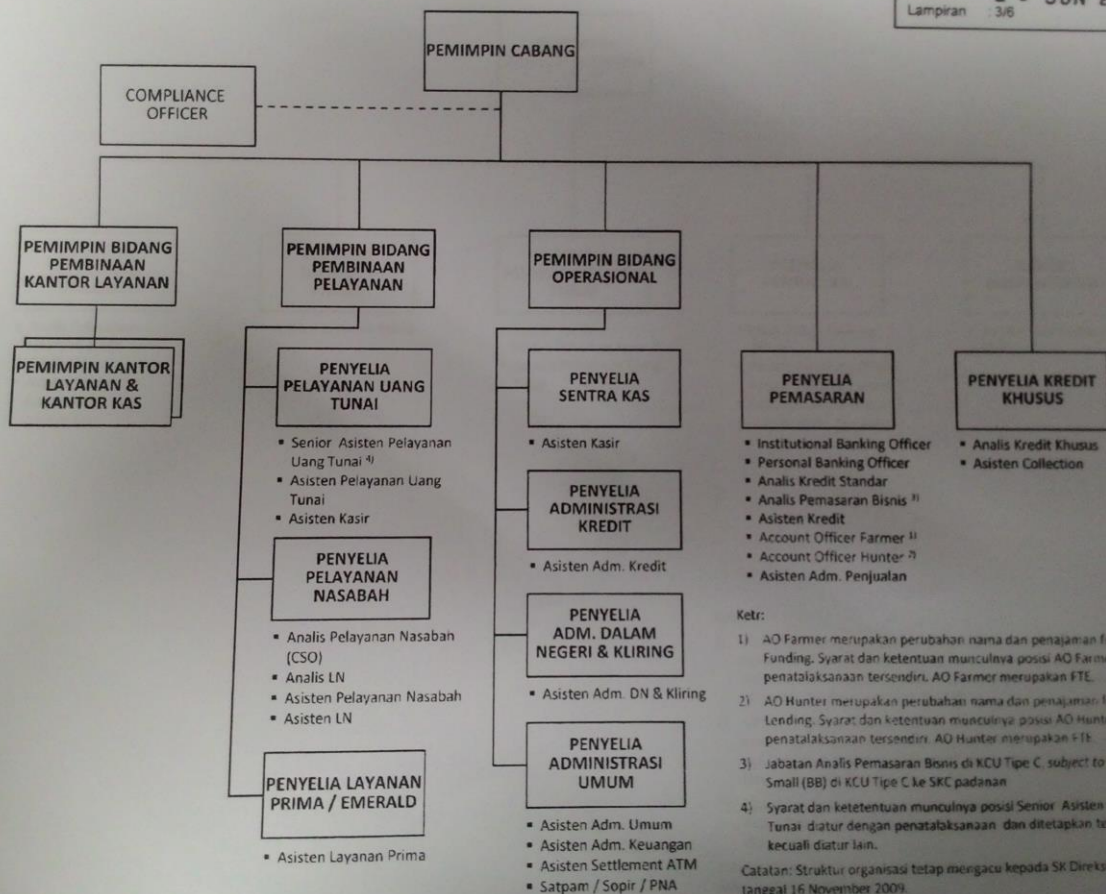 Lampiran : 3/6
PEMIMPIN CABANG
COMPLIANCE
OFFICER
PEMIMPIN BIDANG
PEMBINAAN
KANTOR LAYANAN
PEMIMPIN KANTOR
LAYANAN &
KANTOR KAS
PEMIMPIN BIDANG
PEMBINAAN
PELAYANAN
PENYELIA
PELAYANAN UANG
TUNAI
▪ Senior Asisten Pelayanan
Uang Tunai 4)
▪ Asisten Pelayanan Uang
Tunai
▪ Asisten Kasir
PENYELIA
PELAYANAN
NASABAH
▪ Analis Pelayanan Nasabah
(CSO)
▪ Analis LN
▪ Asisten Pelayanan Nasabah
▪ Asisten LN
PENYELIA LAYANAN
PRIMA / EMERALD
▪ Asisten Layanan Prima
PEMIMPIN BIDANG
OPERASIONAL
PENYELIA
SENTRA KAS
▪ Asisten Kasir
PENYELIA
ADMINISTRASI
KREDIT
▪ Asisten Adm. Kredit
PENYELIA
ADM. DALAM
NEGERI & KLIRING
▪ Asisten Adm. DN & Kliring
PENYELIA
ADMINISTRASI
UMUM
▪ Asisten Adm. Umum
▪ Asisten Adm. Keuangan
▪ Asisten Settlement ATM
▪ Satpam / Sopir / PNA
PENYELIA
PEMASARAN
▪ Institutional Banking Officer
▪ Personal Banking Officer
▪ Analis Kredit Standar
▪ Analis Pemasaran Bisnis 3)
▪ Asisten Kredit
▪ Account Officer Farmer 1)
▪ Account Officer Hunter 2)
▪ Asisten Adm. Penjualan
PENYELIA KREDIT
KHUSUS
▪ Analis Kredit Khusus
▪ Asisten Collection
Ketr:
1) AO Farmer merupakan perubahan nama dan penajaman
Funding. Syarat dan ketentuan munculnya posisi AO
penatalaksanaan tersendiri. AO Farmer merupakan FTE.
2) AO Hunter merupakan perubahan nama dan penajaman
Lending. Syarat dan ketentuan munculnya posisi AO
penatalaksanaan tersendiri. AO Hunter merupakan FTE.
3) Jabatan Analis Pemasaran Bisnis di KCU Tipe C, subject to
Small (BB) di KCU Tipe C ke SKC padanan
4) Syarat dan ketetentuan munculnya posisi Senior Asisten
Tunai diatur dengan penatalaksanaan dan ditetapkan
kecuali diatur lain.
Catatan: Struktur organisasi tetap mengacu kepada SK
tanggal 16 November 2009.